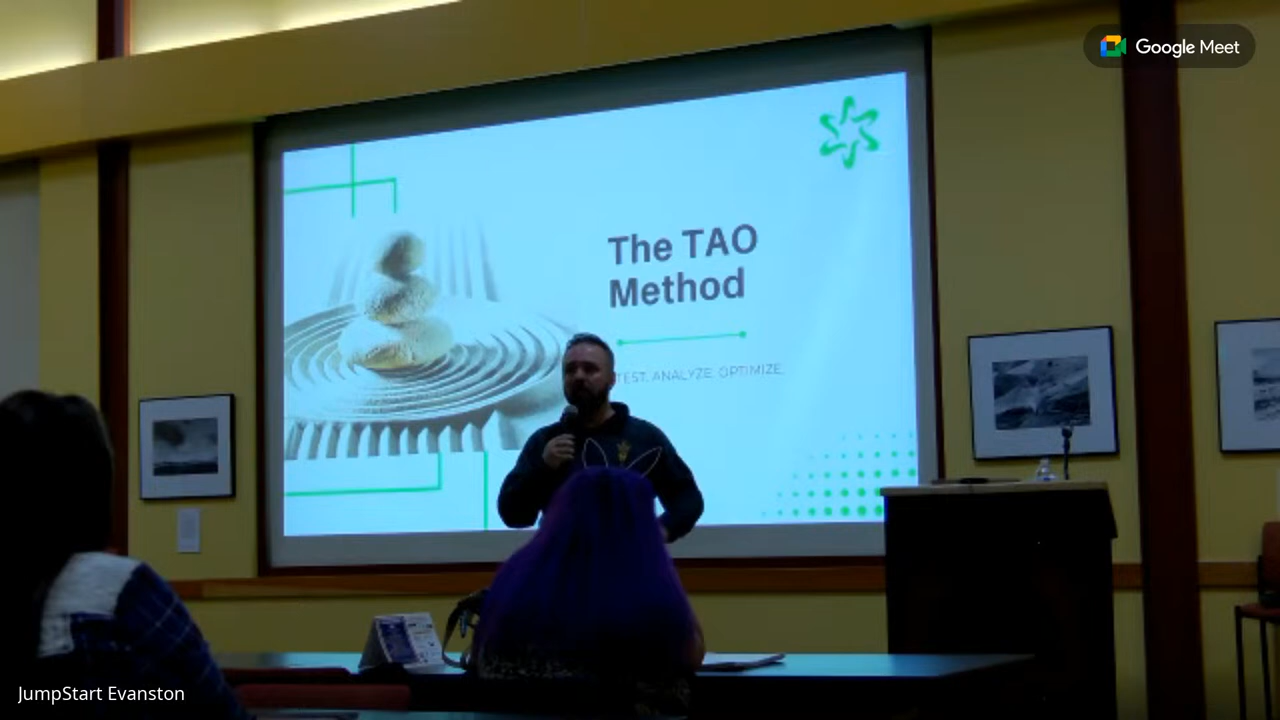 Google Meet
The TAO
Method
TEST. ANALYZE. OPTIMIZE.
JumpStart Evanston